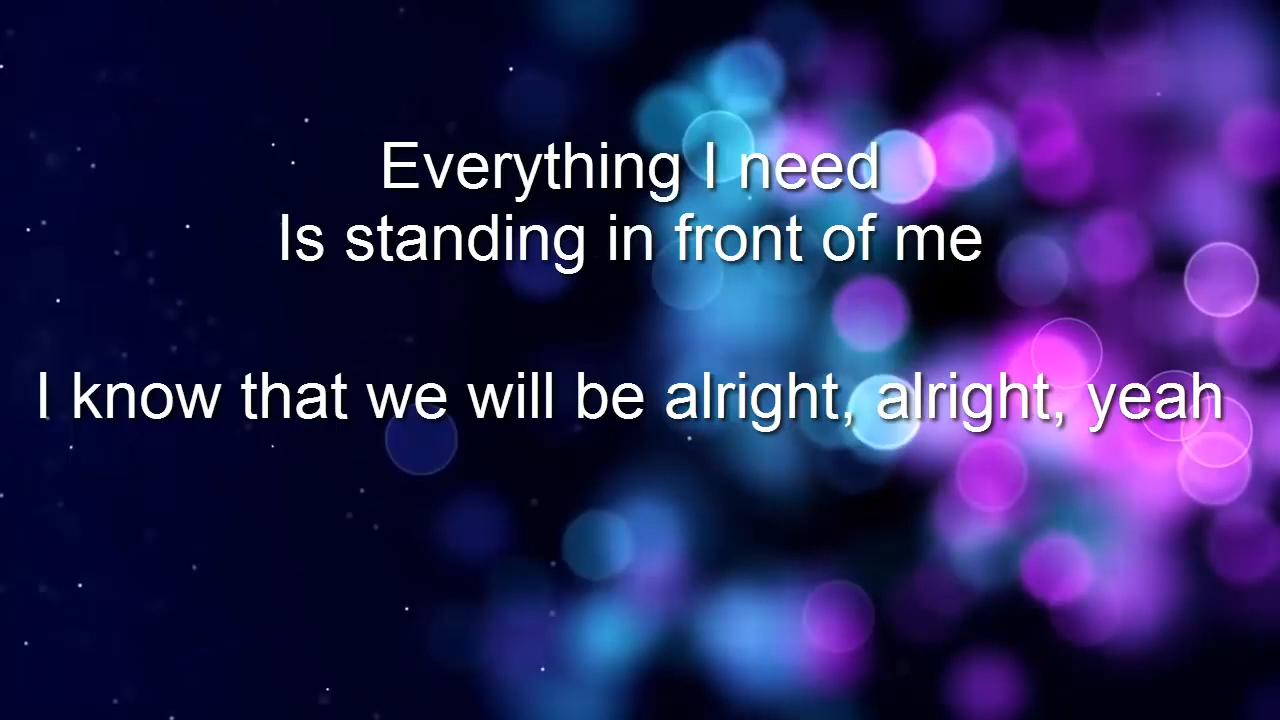 Everything I need
Is standing in front of me
I know that we will be alright, alright, yeah